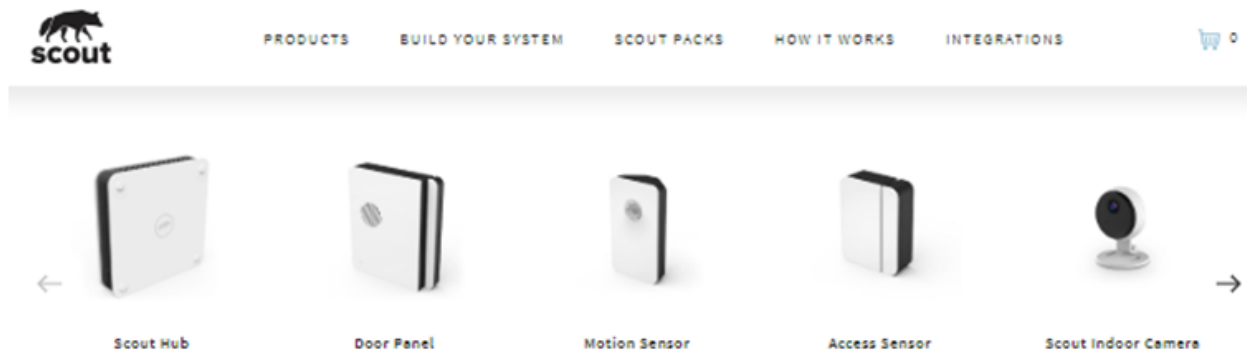 scout
PRODUCTS BUILD YOUR SYSTEM SCOUT PACKS HOW IT WORKS INTEGRATIONS 0
Scout Hub Door Panel Motion Sensor Access Sensor Scout Indoor Camera